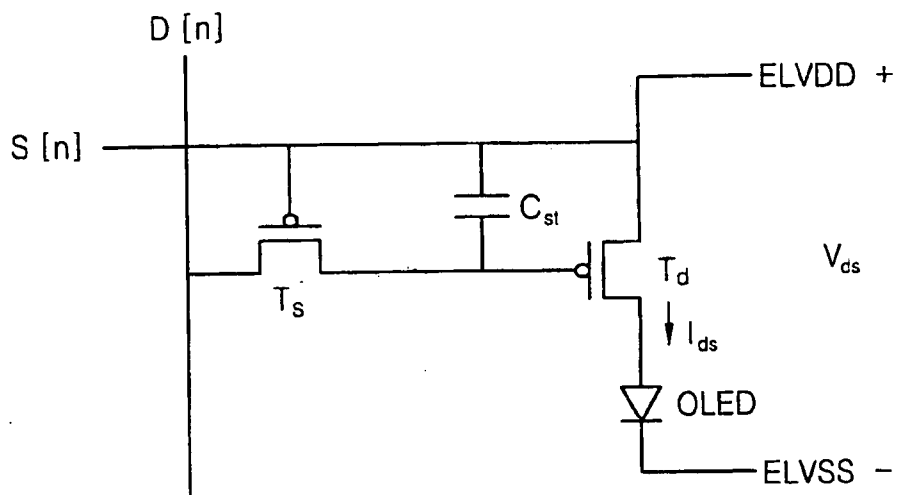 D [n]
ELVDD +
S [n]
C_st
T_s
T_d
V_ds
I_ds
OLED
ELVSS −